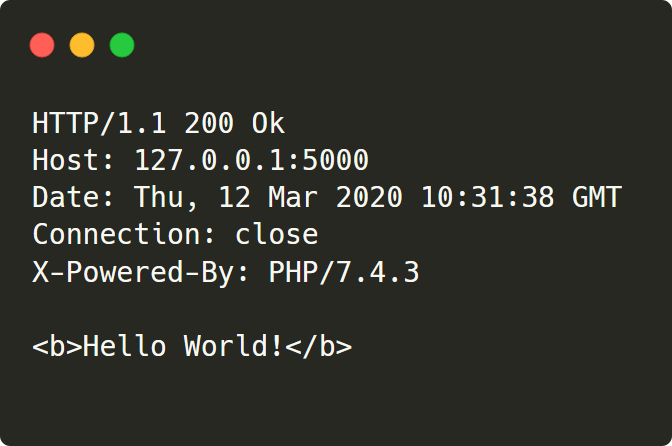 HTTP/1.1 200 Ok
Host: 127.0.0.1:5000
Date: Thu, 12 Mar 2020 10:31:38 GMT
Connection: close
X-Powered-By: PHP/7.4.3

<b>Hello World!</b>